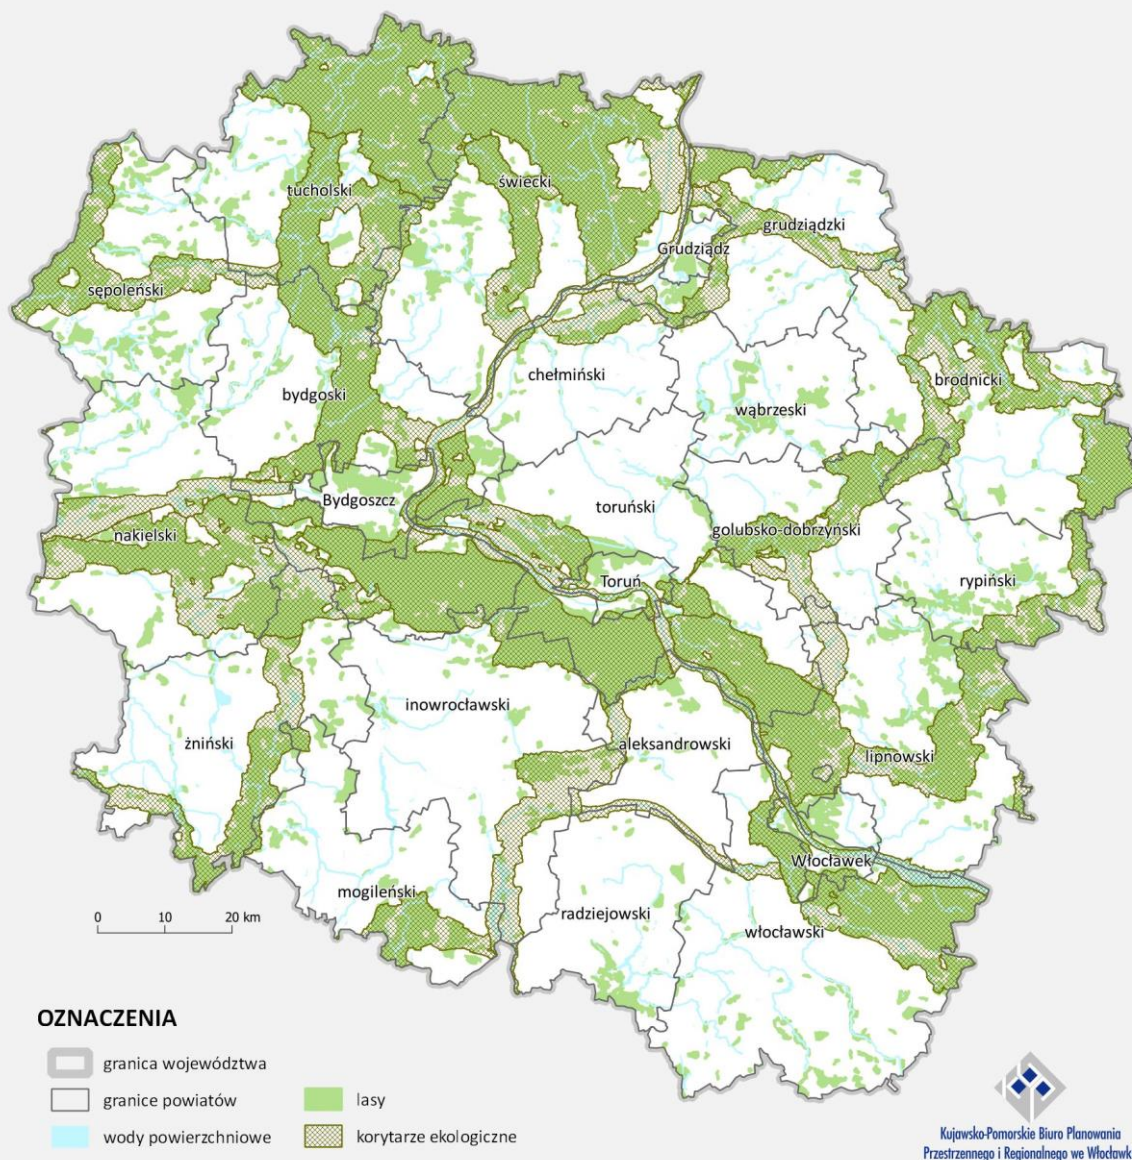 tucholski
świecki
grudziądzki
Grudziądz
sępoleński
chełmiński
brodnicki
bydgoski
wąbrzeski
Bydgoszcz
toruński
nakielski
golubsko-dobrzyński
Toruń
rypiński
inowrocławski
żniński
aleksandrowski
lipnowski
Włocławek
mogileński
radziejowski
włocławski
0 10 20 km
OZNACZENIA
granica województwa
granice powiatów
lasy
wody powierzchniowe
korytarze ekologiczne
Kujawsko-Pomorskie Biuro Planowania
Przestrzennego i Regionalnego we Włocławk